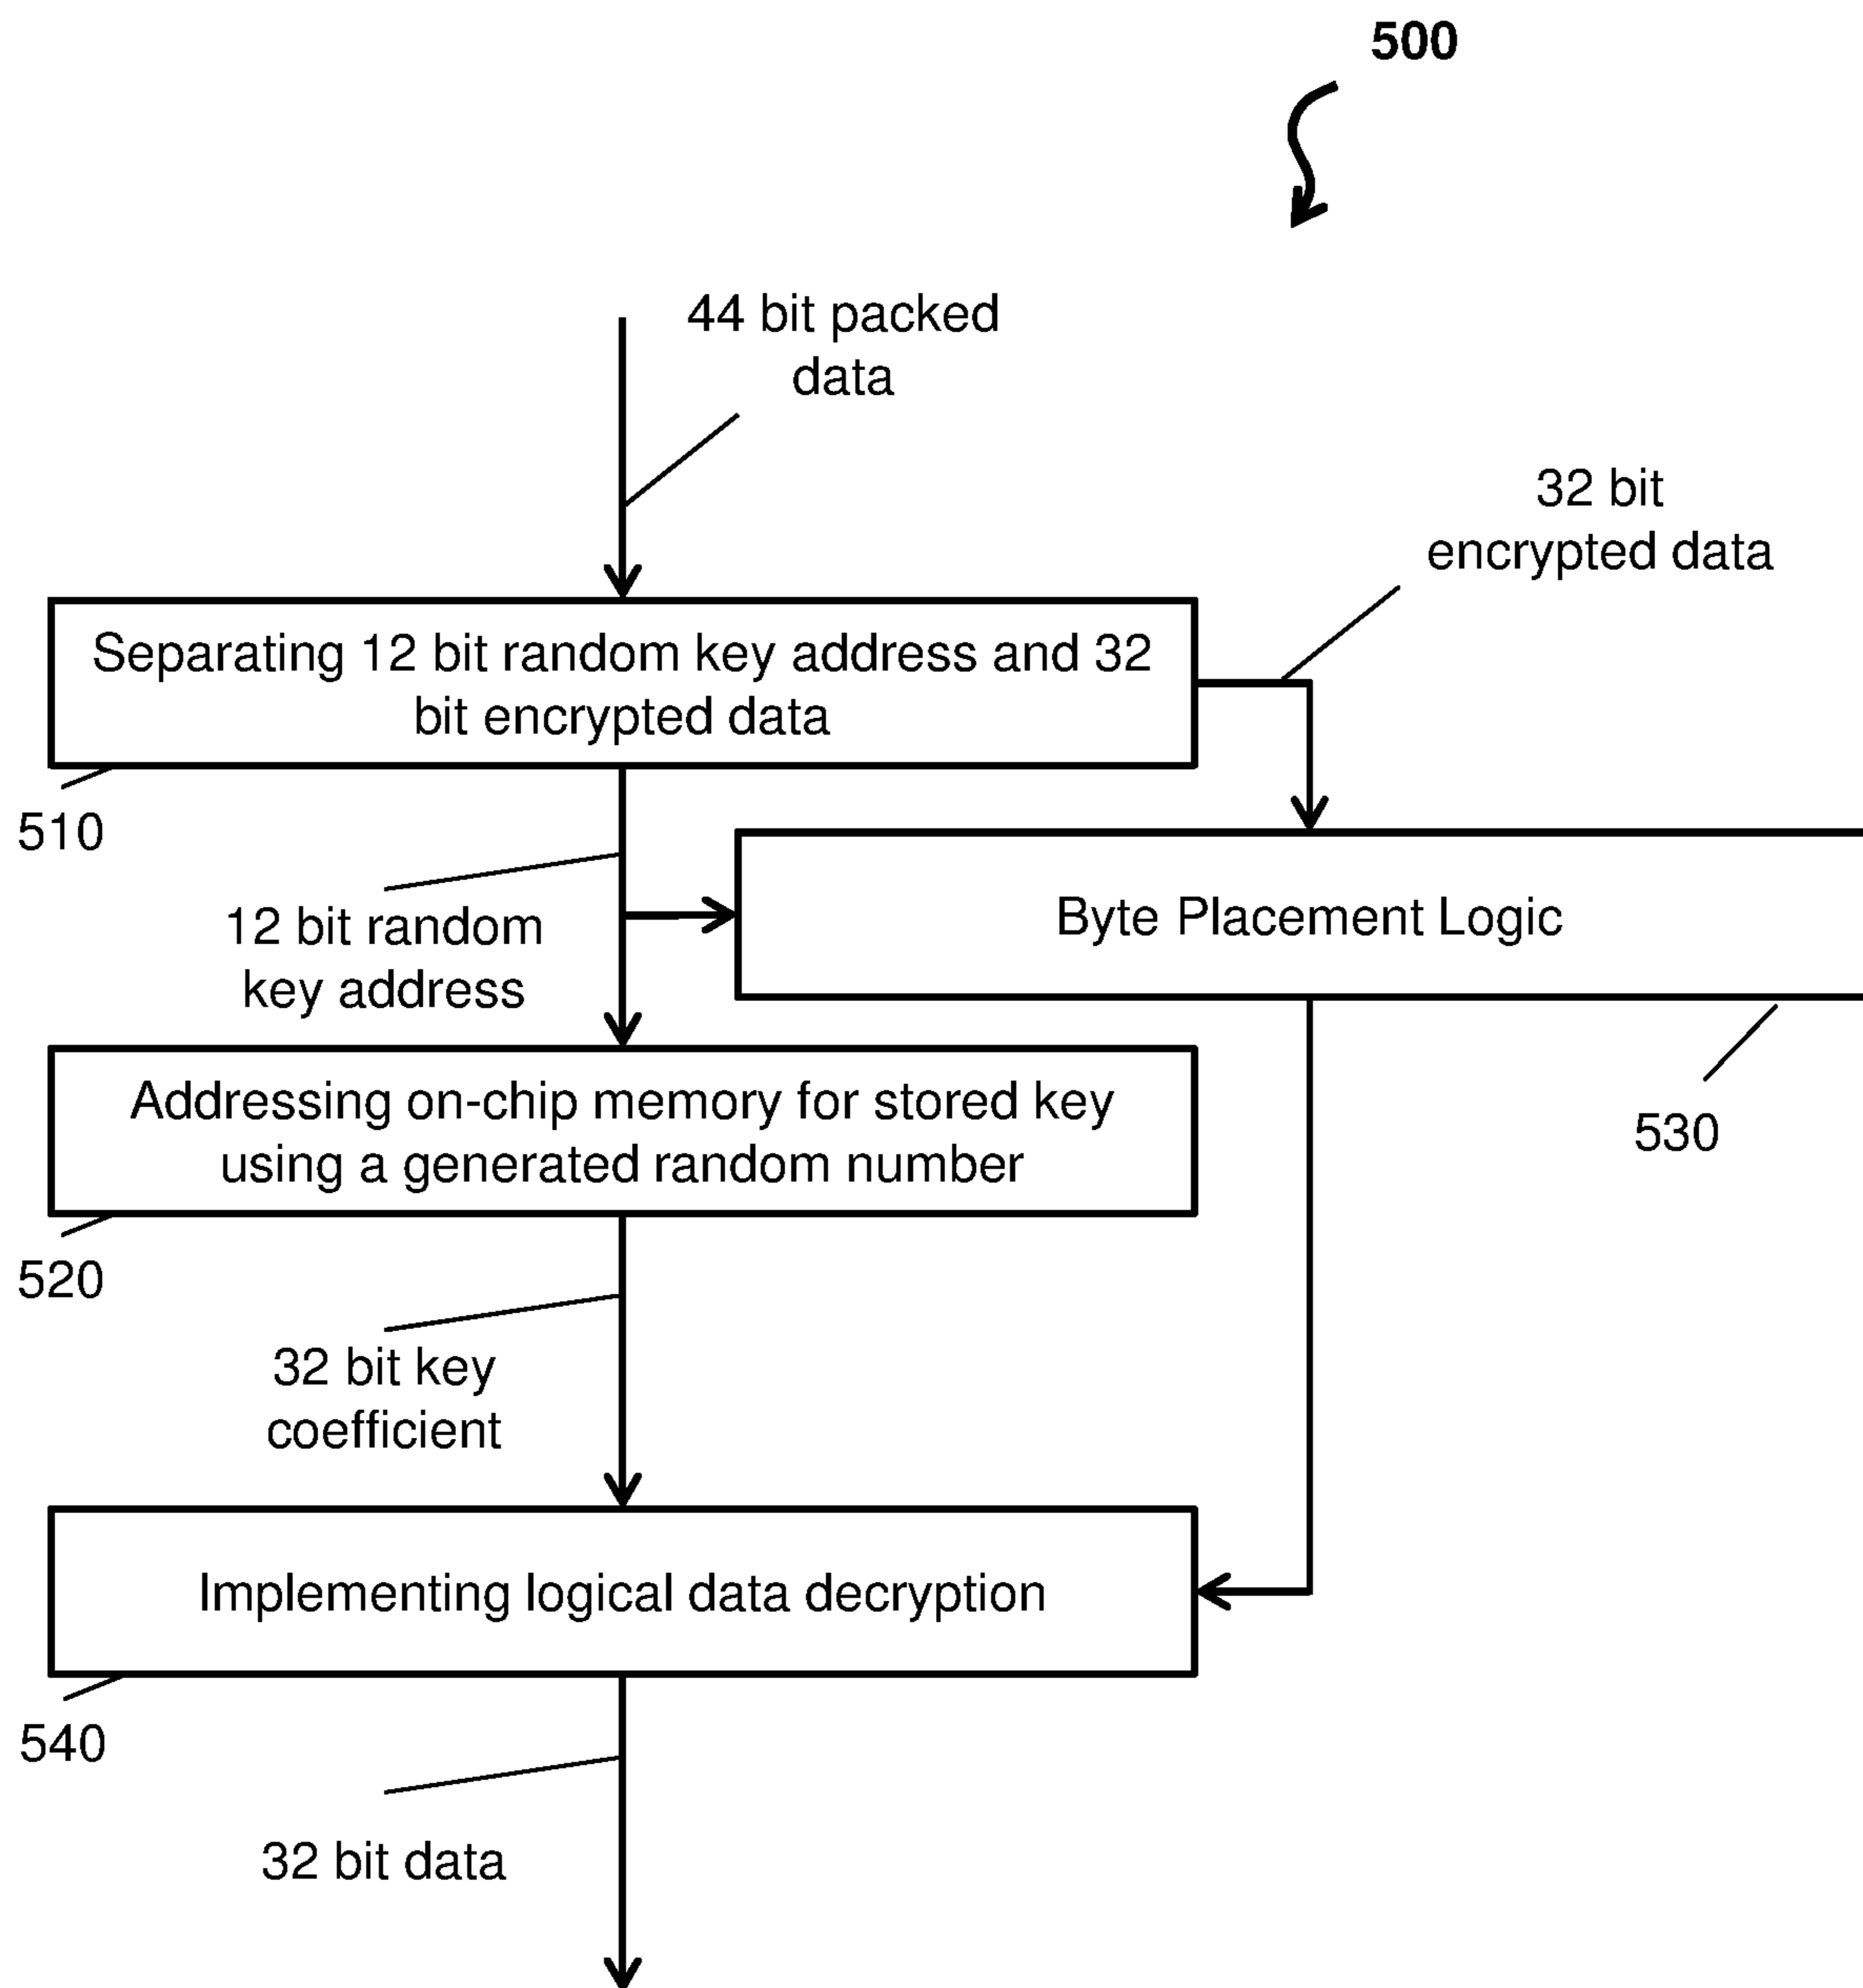 500
44 bit packed
data
32 bit
encrypted data
Separating 12 bit random key address and 32
bit encrypted data
510
12 bit random
key address
Byte Placement Logic
530
Addressing on-chip memory for stored key
using a generated random number
520
32 bit key
coefficient
Implementing logical data decryption
540
32 bit data